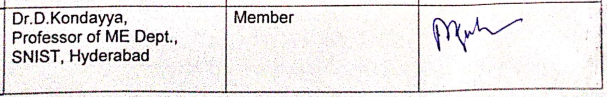 Dr.D.Kondayya,
Professor of ME Dept.,
SNIST, Hyderabad
Member